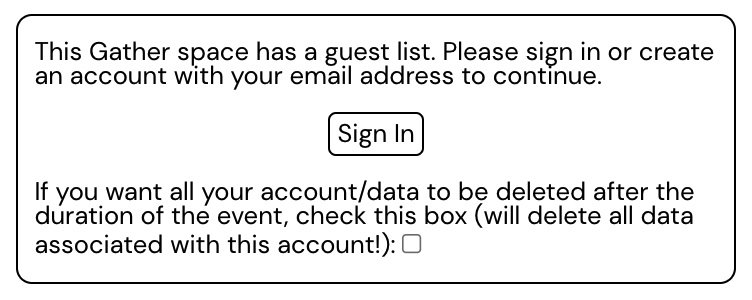 This Gather space has a guest list. Please sign in or create
an account with your email address to continue.
Sign In
If you want all your account/data to be deleted after the
duration of the event, check this box (will delete all data
associated with this account!):